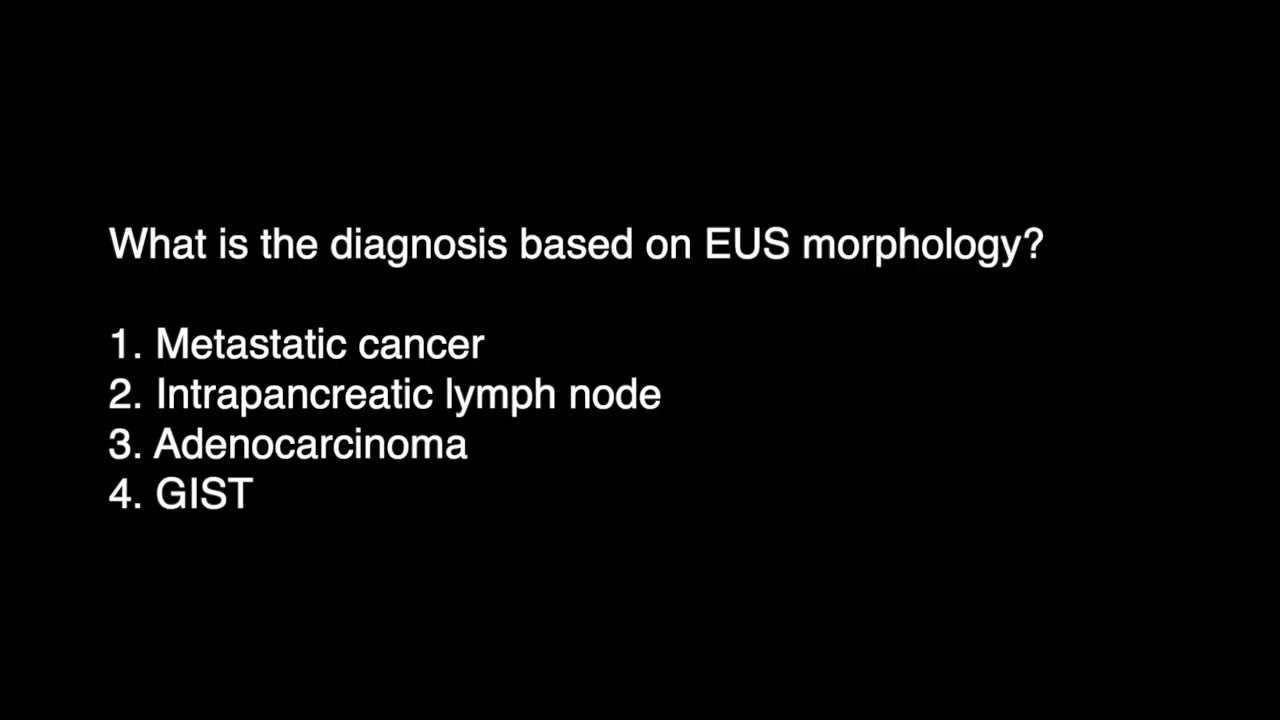 What is the diagnosis based on EUS morphology?
1. Metastatic cancer
2. Intrapancreatic lymph node
3. Adenocarcinoma
4. GIST